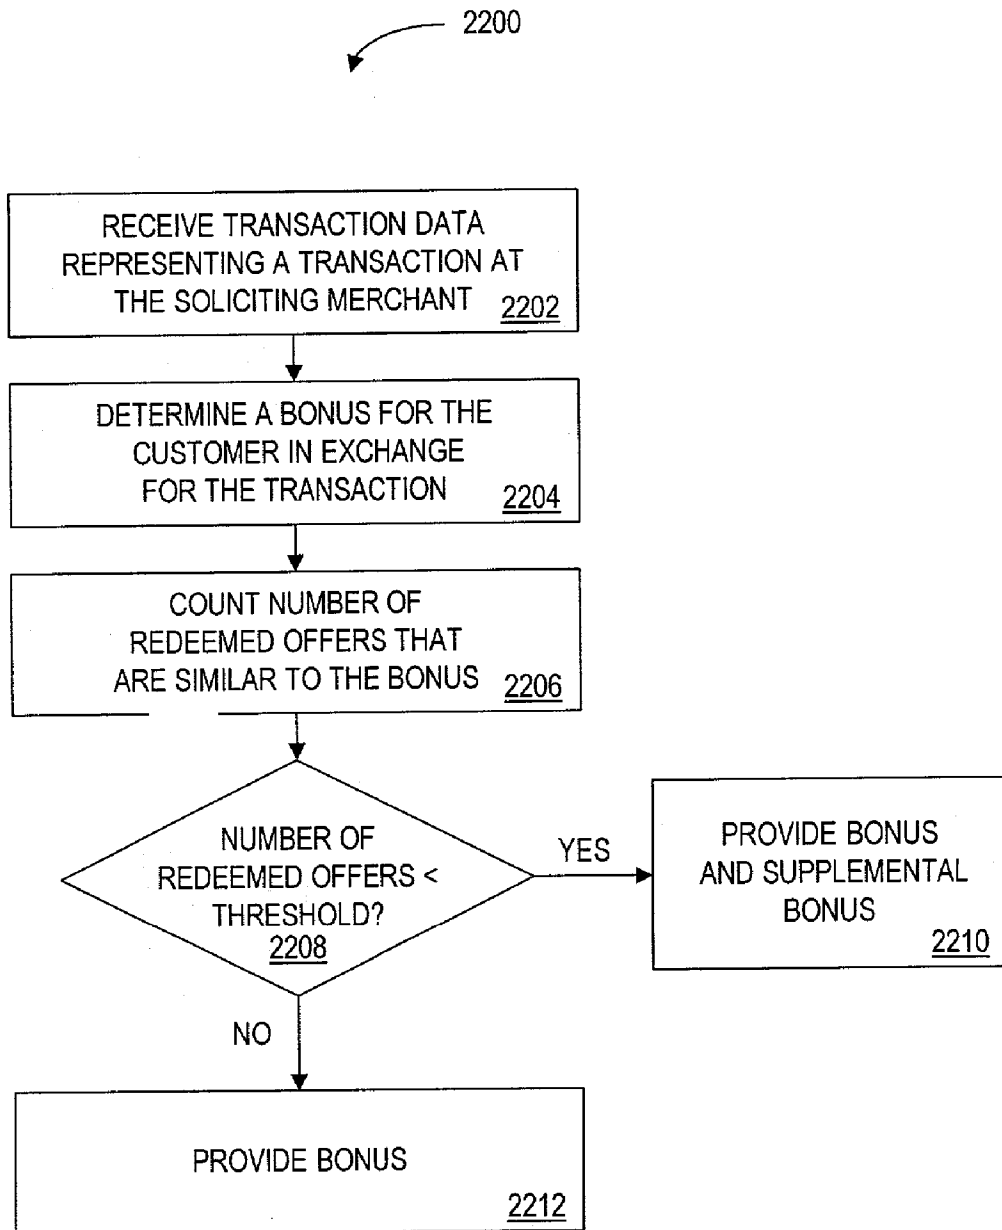 2200
RECEIVE TRANSACTION DATA
REPRESENTING A TRANSACTION AT
THE SOLICITING MERCHANT
2202
DETERMINE A BONUS FOR THE
CUSTOMER IN EXCHANGE
FOR THE TRANSACTION
2204
COUNT NUMBER OF
REDEEMED OFFERS THAT
ARE SIMILAR TO THE BONUS
2206
NUMBER OF
REDEEMED OFFERS <
THRESHOLD?
2208
YES
PROVIDE BONUS
AND SUPPLEMENTAL
BONUS
2210
NO
PROVIDE BONUS
2212